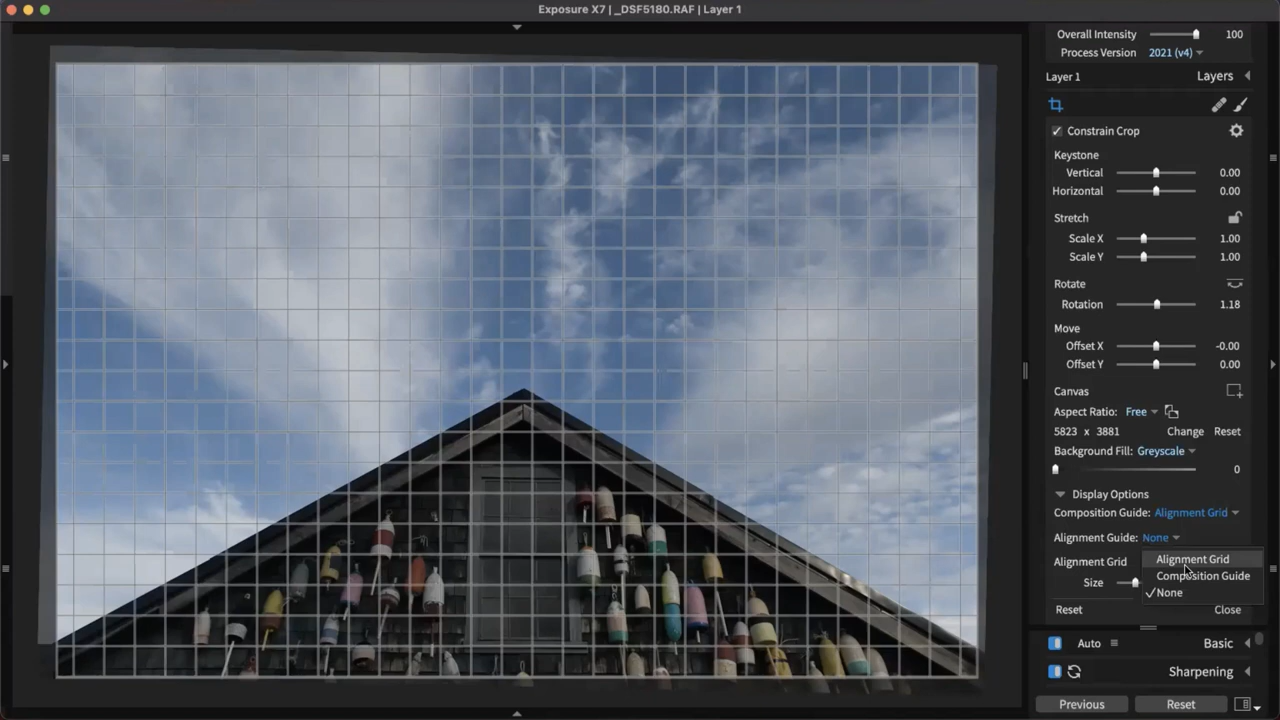 Exposure X7 | _DSF5180.RAF | Layer 1
Overall Intensity 100
Process Version 2021 (v4)
Layer 1 Layers
Constrain Crop
Keystone
Vertical 0.00
Horizontal 0.00
Stretch
Scale X 1.00
Scale Y 1.00
Rotate
Rotation 1.18
Move
Offset X -0.00
Offset Y 0.00
Canvas
Aspect Ratio: Free
5823 x 3881 Change Reset
Background Fill: Greyscale
0
Display Options
Composition Guide: Alignment Grid
Alignment Guide: None
Alignment Grid
Alignment Grid
Composition Guide
Size
✓None
Reset Close
Auto Basic
Sharpening
Previous Reset